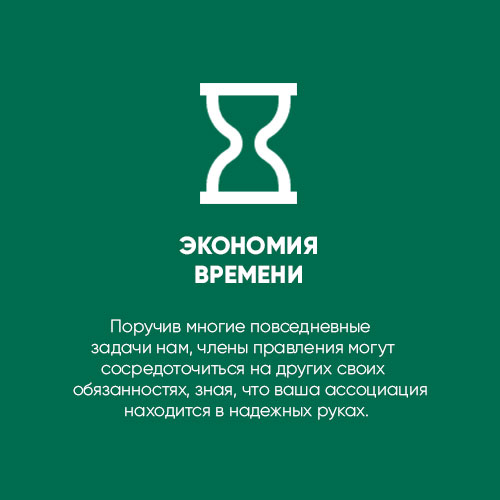 ЭКОНОМИЯ
ВРЕМЕНИ
Поручив многие повседневные
задачи нам, члены правления могут
сосредоточиться на других своих
обязанностях, зная, что ваша ассоциация
находится в надежных руках.